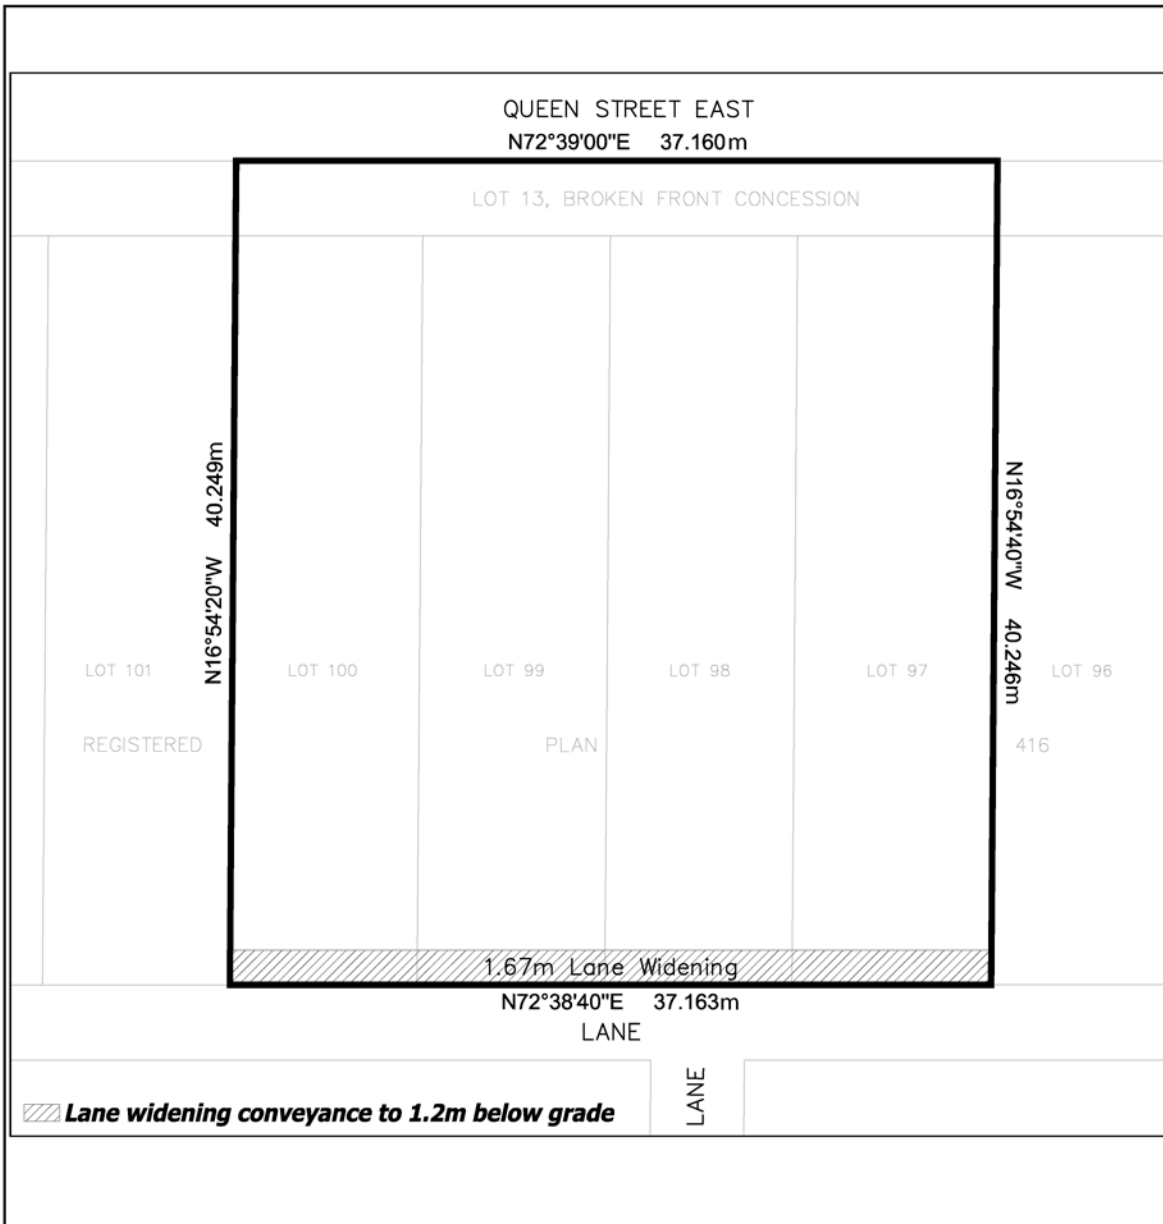 QUEEN STREET EAST
N72°39'00"E 37.160m
LOT 13, BROKEN FRONT CONCESSION
N16°54'20"W 40.249m
N16°54'40"W 40.246m
LOT 101 LOT 100 LOT 99 LOT 98 LOT 97 LOT 96
REGISTERED PLAN 416
1.67m Lane Widening
N72°38'40"E 37.163m
LANE
LANE
Lane widening conveyance to 1.2m below grade